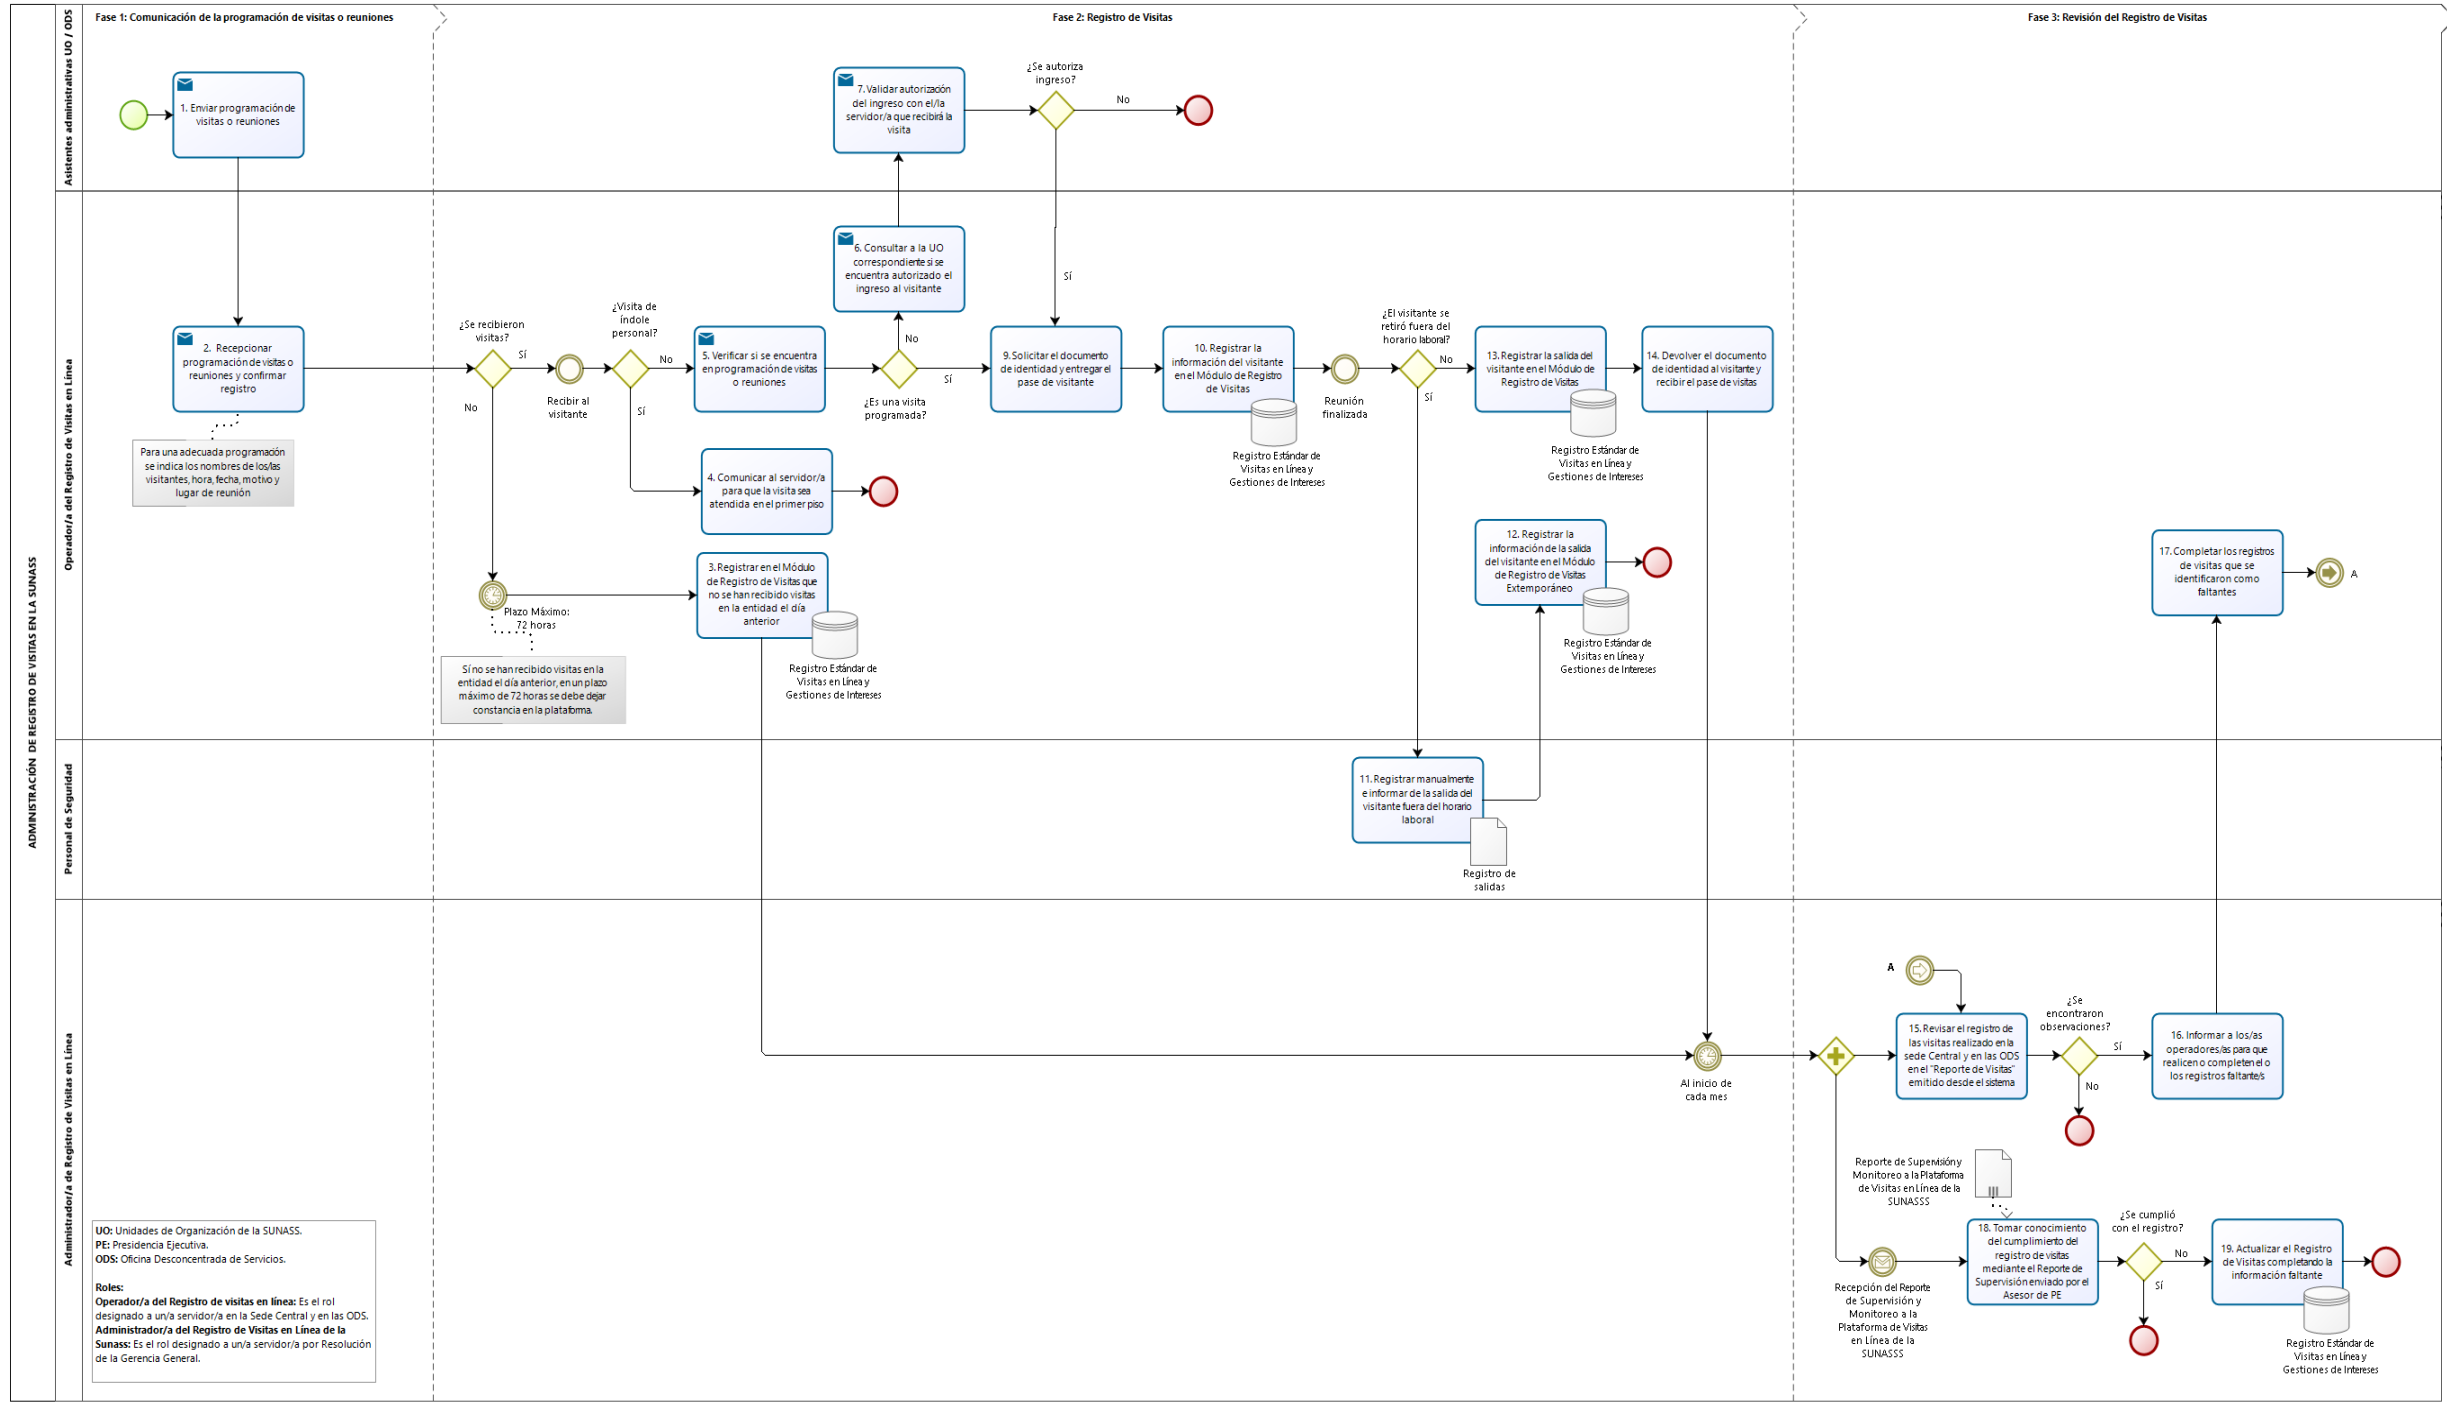 ADMINISTRACIÓN DE REGISTRO DE VISITAS EN LA SUNASS
Asistentes administrativas UO / ODS
Fase 1: Comunicación de la programación de visitas o reuniones
Fase 2: Registro de Visitas
Fase 3: Revisión del Registro de Visitas
1. Enviar programación de
visitas o reuniones
7. Validar autorización
del ingreso con el/la
servidor/a que recibirá la
visita
¿Se autoriza
ingreso?
No
Sí
Operador/a del Registro de Visitas en Línea
2. Recepcionar
programación de visitas o
reuniones y confirmar
registro
Para una adecuada programación
se indica los nombres de los/las
visitantes, hora, fecha, motivo y
lugar de reunión
¿Se recibieron
visitas?
Sí
No
Recibir al
visitante
¿Visita de
índole
personal?
No
Sí
5. Verificar si se encuentra
en programación de visitas
o reuniones
6. Consultar a la UO
correspondiente si se
encuentra autorizado el
ingreso al visitante
No
Sí
¿Es una visita
programada?
9. Solicitar el documento
de identidad y entregar el
pase de visitante
10. Registrar la
información del visitante
en el Módulo de Registro
de Visitas
Registro Estándar de
Visitas en Línea y
Gestiones de Intereses
Reunión
finalizada
¿El visitante se
retiró fuera del
horario laboral?
No
Sí
13. Registrar la salida del
visitante en el Módulo de
Registro de Visitas
Registro Estándar de
Visitas en Línea y
Gestiones de Intereses
14. Devolver el documento
de identidad al visitante y
recibir el pase de visitas
4. Comunicar al servidor/a
para que la visita sea
atendida en el primer piso
Plazo Máximo:
72 horas
Sí no se han recibido visitas en la
entidad el día anterior, en un plazo
máximo de 72 horas se debe dejar
constancia en la plataforma.
3. Registrar en el Módulo
de Registro de Visitas que
no se han recibido visitas
en la entidad el día
anterior
Registro Estándar de
Visitas en Línea y
Gestiones de Intereses
12. Registrar la
información de la salida
del visitante en el Módulo
de Registro de Visitas
Extemporáneo
Registro Estándar de
Visitas en Línea y
Gestiones de Intereses
17. Completar los registros
de visitas que se
identificaron como
faltantes
A
Personal de Seguridad
11. Registrar manualmente
e informar de la salida del
visitante fuera del horario
laboral
Registro de
salidas
Administrador/a de Registro de Visitas en Línea
Al inicio de
cada mes
A
15. Revisar el registro de
las visitas realizado en la
sede Central y en las ODS
en el "Reporte de Visitas"
emitido desde el sistema
¿Se
encontraron
observaciones?
Sí
No
16. Informar a los/as
operadores/as para que
realicen o completen el o
los registros faltante/s
Reporte de Supervisión y
Monitoreo a la Plataforma
de Visitas en Línea de la
SUNASSS
Recepción del Reporte
de Supervisión y
Monitoreo a la
Plataforma de Visitas
en Línea de la
SUNASSS
18. Tomar conocimiento
del cumplimiento del
registro de visitas
mediante el Reporte de
Supervisión enviado por el
Asesor de PE
¿Se cumplió
con el registro?
No
Sí
19. Actualizar el Registro
de Visitas completando la
información faltante
Registro Estándar de
Visitas en Línea y
Gestiones de Intereses
UO: Unidades de Organización de la SUNASS.
PE: Presidencia Ejecutiva.
ODS: Oficina Desconcentrada de Servicios.
Roles:
Operador/a del Registro de visitas en línea: Es el rol
designado a un/a servidor/a en la Sede Central y en las ODS.
Administrador/a del Registro de Visitas en Línea de la
Sunass: Es el rol designado a un/a servidor/a por Resolución
de la Gerencia General.